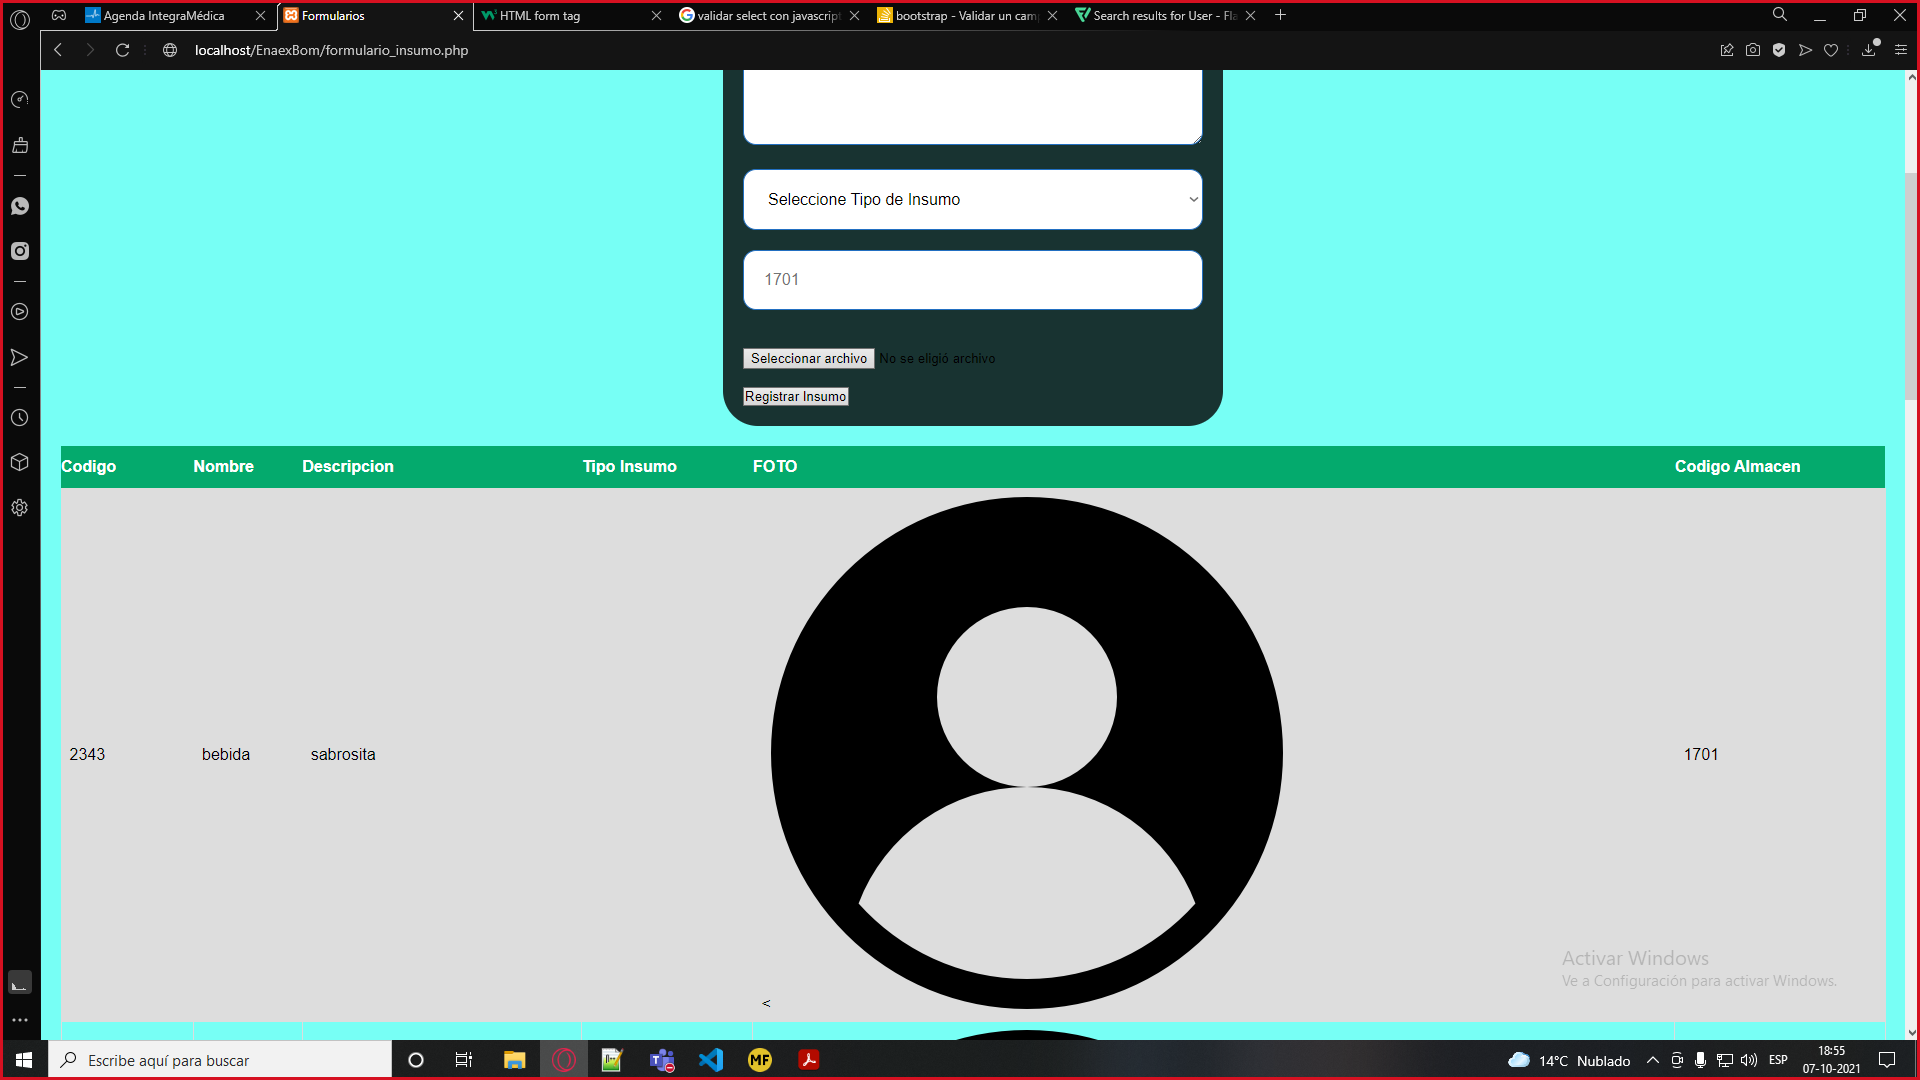 Agenda IntegraMédica
Formularios
HTML form tag
validar select con javascript
bootstrap - Validar un cam
Search results for User - Fla
localhost/EnaexBom/formulario_insumo.php
Seleccione Tipo de Insumo
1701
Seleccionar archivo No se eligió archivo
Registrar Insumo
Codigo Nombre Descripcion Tipo Insumo FOTO Codigo Almacen
2343 bebida sabrosita 1701
<
Activar Windows
Ve a Configuración para activar Windows.
Escribe aquí para buscar
MF
14°C Nublado
ESP
18:55
07-10-2021